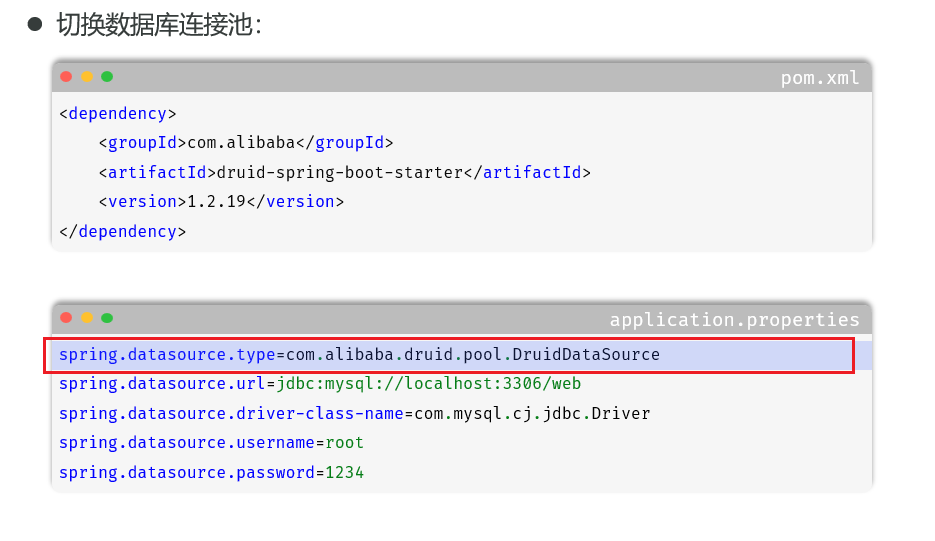 ● 切换数据库连接池：
pom.xml
<dependency>
    <groupId>com.alibaba</groupId>
    <artifactId>druid-spring-boot-starter</artifactId>
    <version>1.2.19</version>
</dependency>
application.properties
spring.datasource.type=com.alibaba.druid.pool.DruidDataSource
spring.datasource.url=jdbc:mysql://localhost:3306/web
spring.datasource.driver-class-name=com.mysql.cj.jdbc.Driver
spring.datasource.username=root
spring.datasource.password=1234